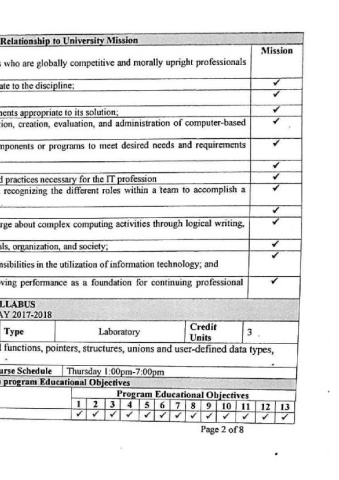 Relationship to University Mission
Mission
who are globally competitive and morally upright professionals
ate to the discipline; ✓
✓
ments appropriate to its solution; ✓
ion, creation, evaluation, and administration of computer-based ✓
mponents or programs to meet desired needs and requirements ✓
✓
d practices necessary for the IT profession ✓
recognizing the different roles within a team to accomplish a ✓
✓
rge about complex computing activities through logical writing, ✓
als, organization, and society; ✓
✓
nsibilities in the utilization of information technology; and
ving performance as a foundation for continuing professional ✓
LLABUS
AY 2017-2018
Type Laboratory Credit Units 3
functions, pointers, structures, unions and user-defined data types,
urse Schedule Thursday 1:00pm-7:00pm
program Educational Objectives
Program Educational Objectives
1 2 3 4 5 6 7 8 9 10 11 12 13
✓ ✓ ✓ ✓ ✓ ✓ ✓ ✓ ✓ ✓ ✓ ✓ ✓
Page 2 of 8